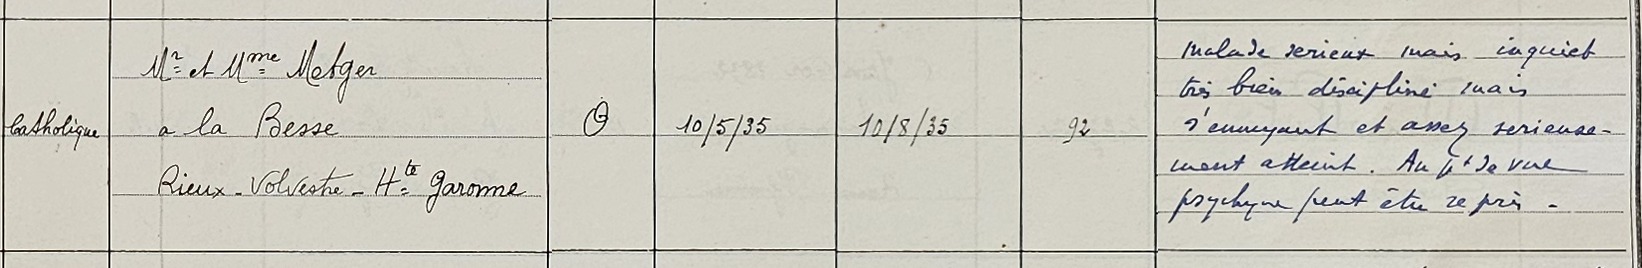 Catholique
Mr et Mme Metger
a la Besse
Rieux - Volvestre - Hte Garonne
O
10/5/35
10/8/35
92
malade serieux mais inquiet
très bien discipliné mais
s'ennuyant et assez serieuse-
ment atteint. Au pt de vue
psychique peut être repris -